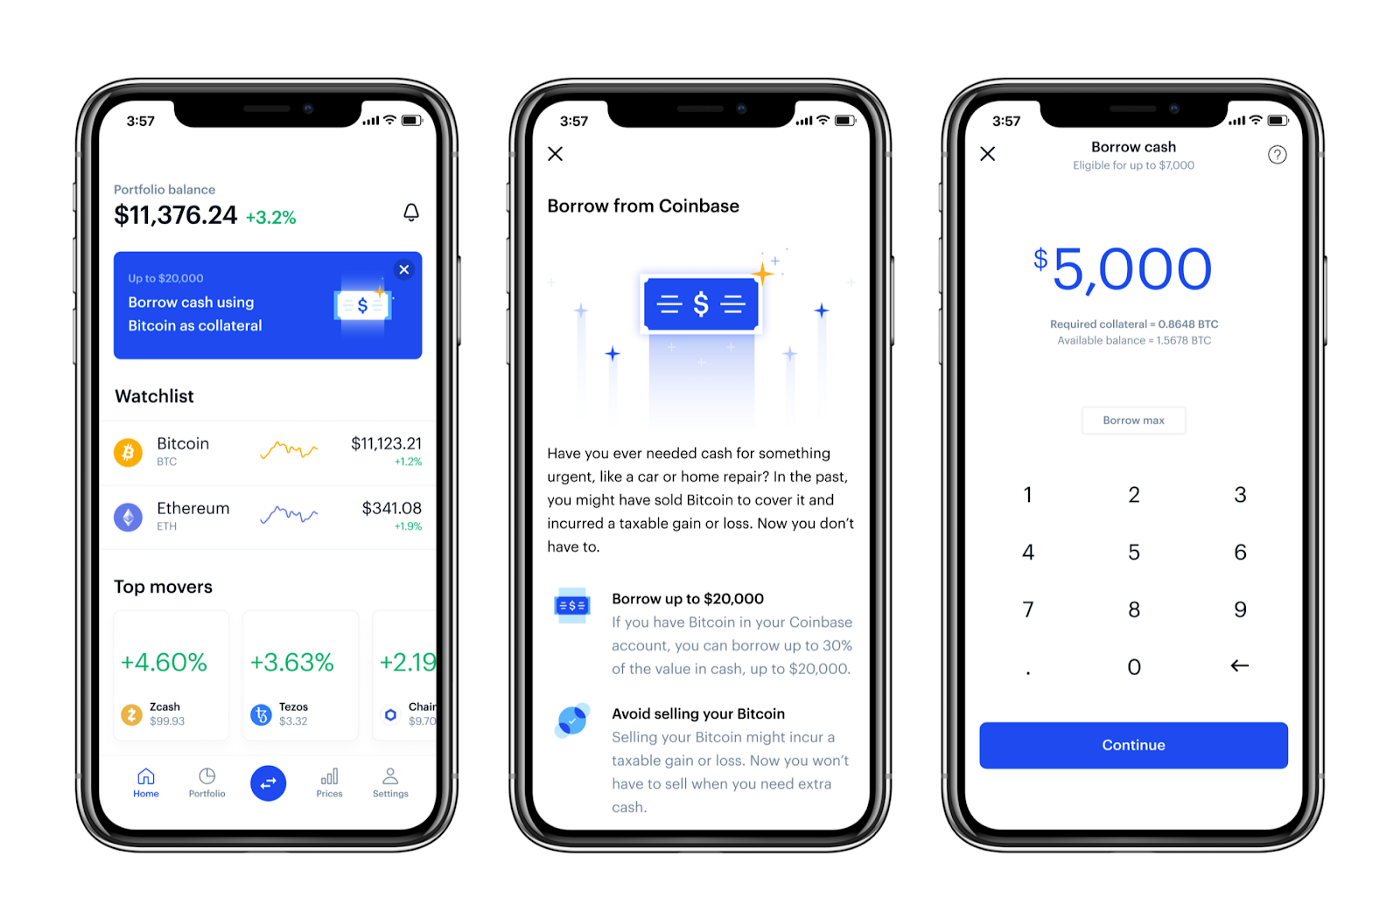 3:57
Portfolio balance
$11,376.24 +3.2%
Up to $20,000
Borrow cash using
Bitcoin as collateral
$
Watchlist
Bitcoin
BTC
$11,123.21
+1.2%
Ethereum
ETH
$341.08
+1.9%
Top movers
+4.60%
Zcash
$99.93
+3.63%
Tezos
$3.32
+2.19
Chain
$9.70
Home
Portfolio
Prices
Settings
3:57
Borrow from Coinbase
$
Have you ever needed cash for something
urgent, like a car or home repair? In the past,
you might have sold Bitcoin to cover it and
incurred a taxable gain or loss. Now you don't
have to.
$
Borrow up to $20,000
If you have Bitcoin in your Coinbase
account, you can borrow up to 30%
of the value in cash, up to $20,000.
Avoid selling your Bitcoin
Selling your Bitcoin might incur a
taxable gain or loss. Now you won't
have to sell when you need extra
cash.
3:57
Borrow cash
Eligible for up to $7,000
?
$5,000
Required collateral = 0.8648 BTC
Available balance = 1.5678 BTC
Borrow max
1 2 3
4 5 6
7 8 9
. 0 ←
Continue